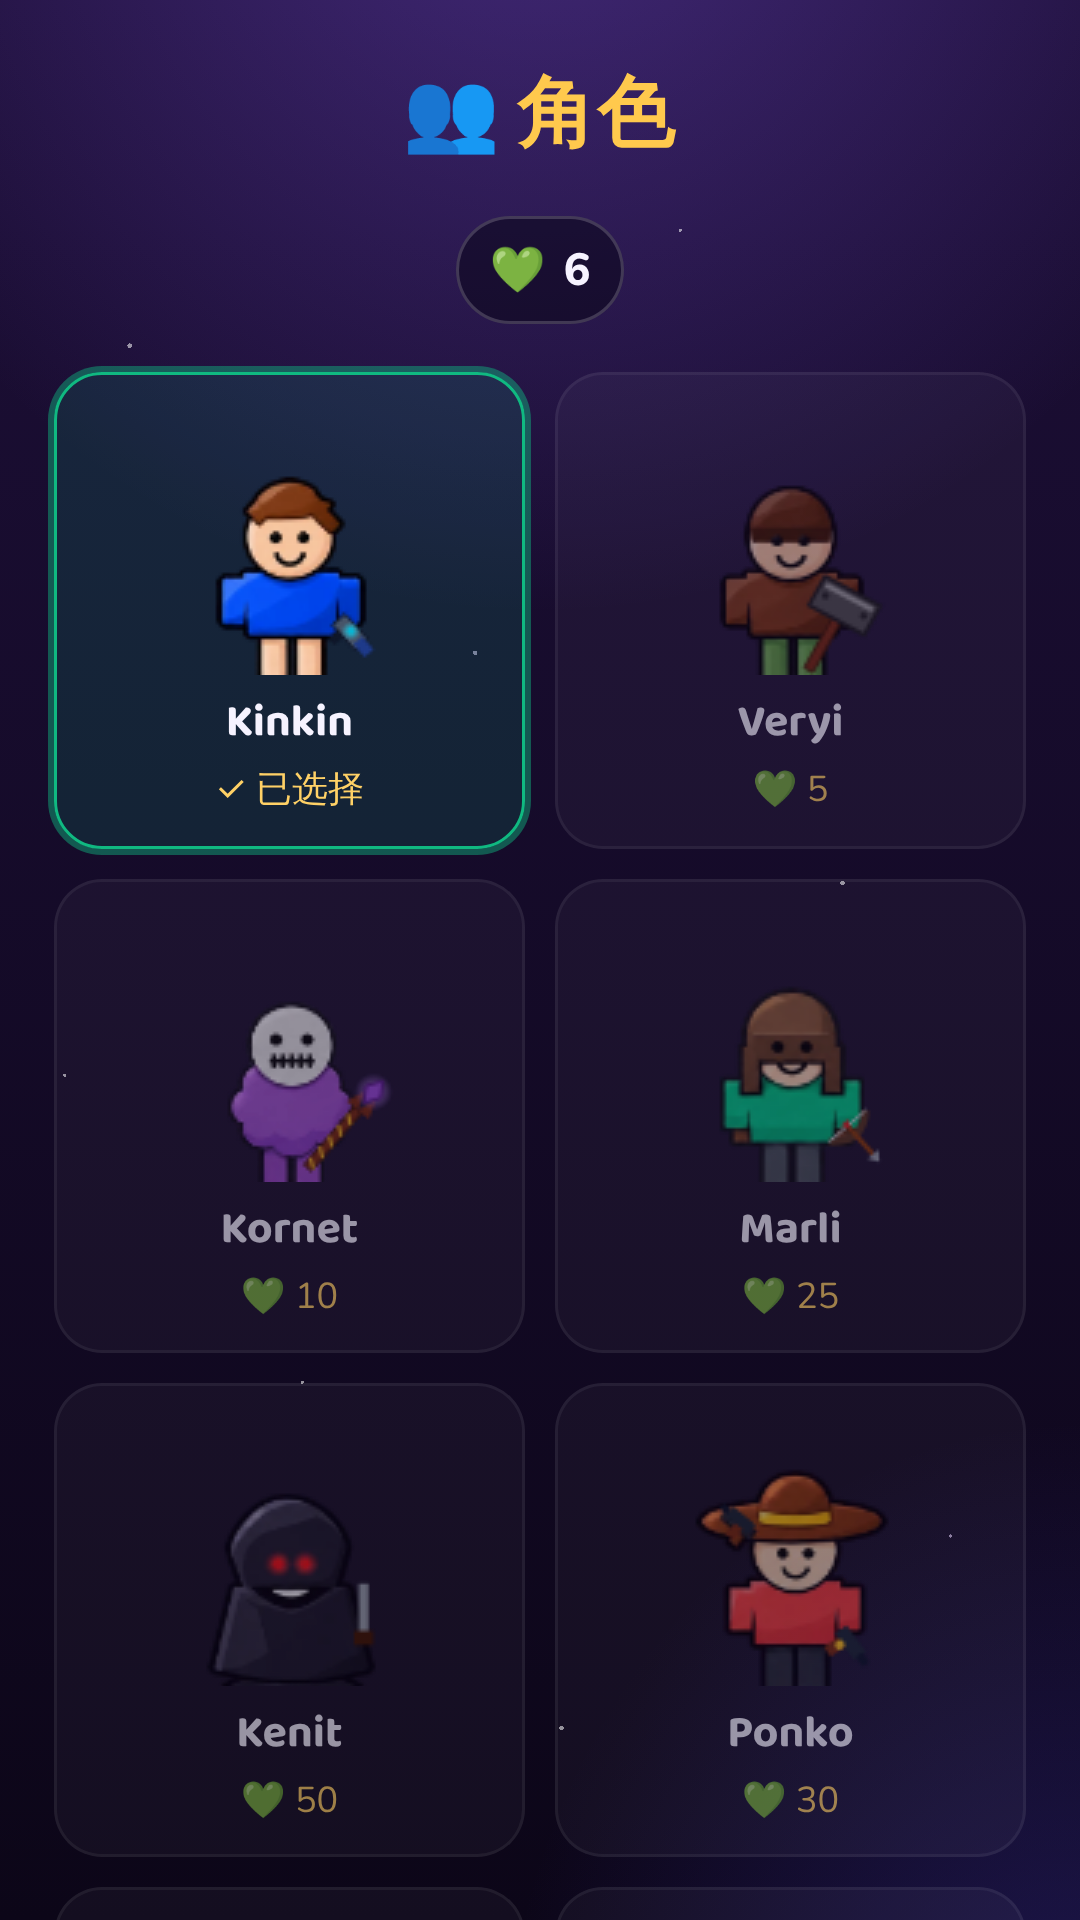 👥 角色
💚 6
Kinkin
✓ 已选择
Veryi
💚 5
Kornet
💚 10
Marli
💚 25
Kenit
💚 50
Ponko
💚 30